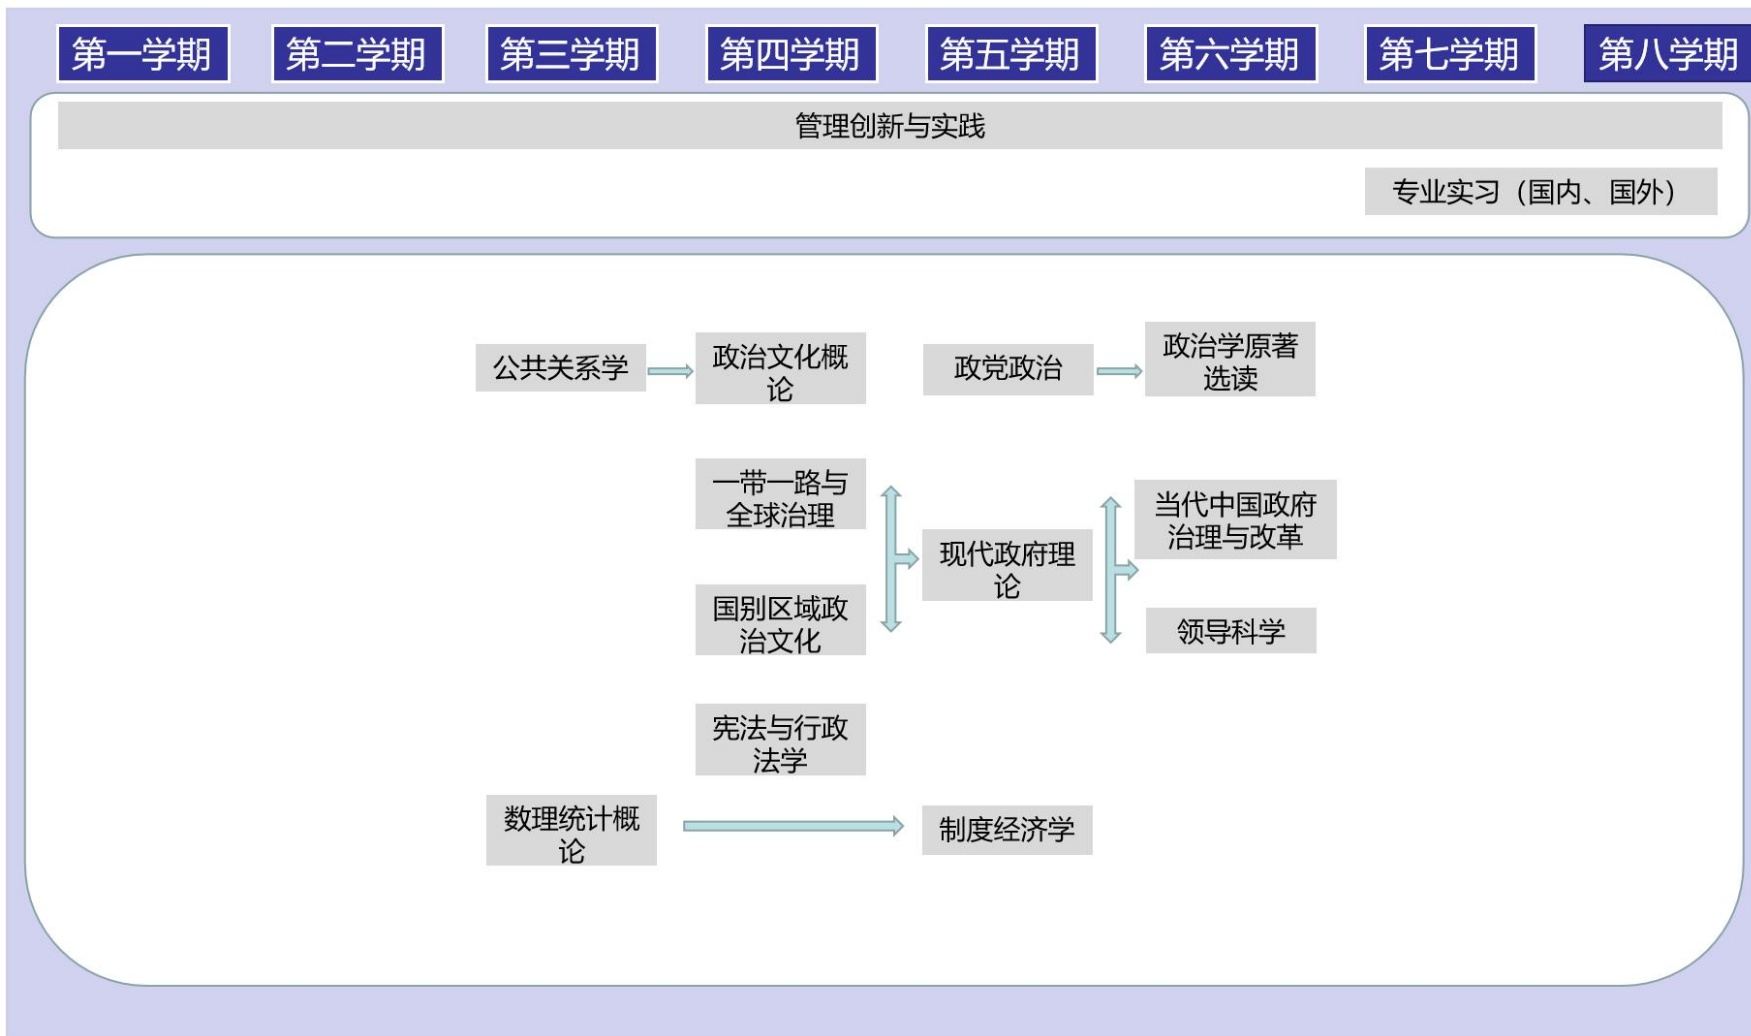 第一学期
第二学期
第三学期
第四学期
第五学期
第六学期
第七学期
第八学期
管理创新与实践
专业实习（国内、国外）
公共关系学
政治文化概
论
政党政治
政治学原著
选读
一带一路与
全球治理
国别区域政
治文化
现代政府理
论
当代中国政府
治理与改革
领导科学
宪法与行政
法学
数理统计概
论
制度经济学